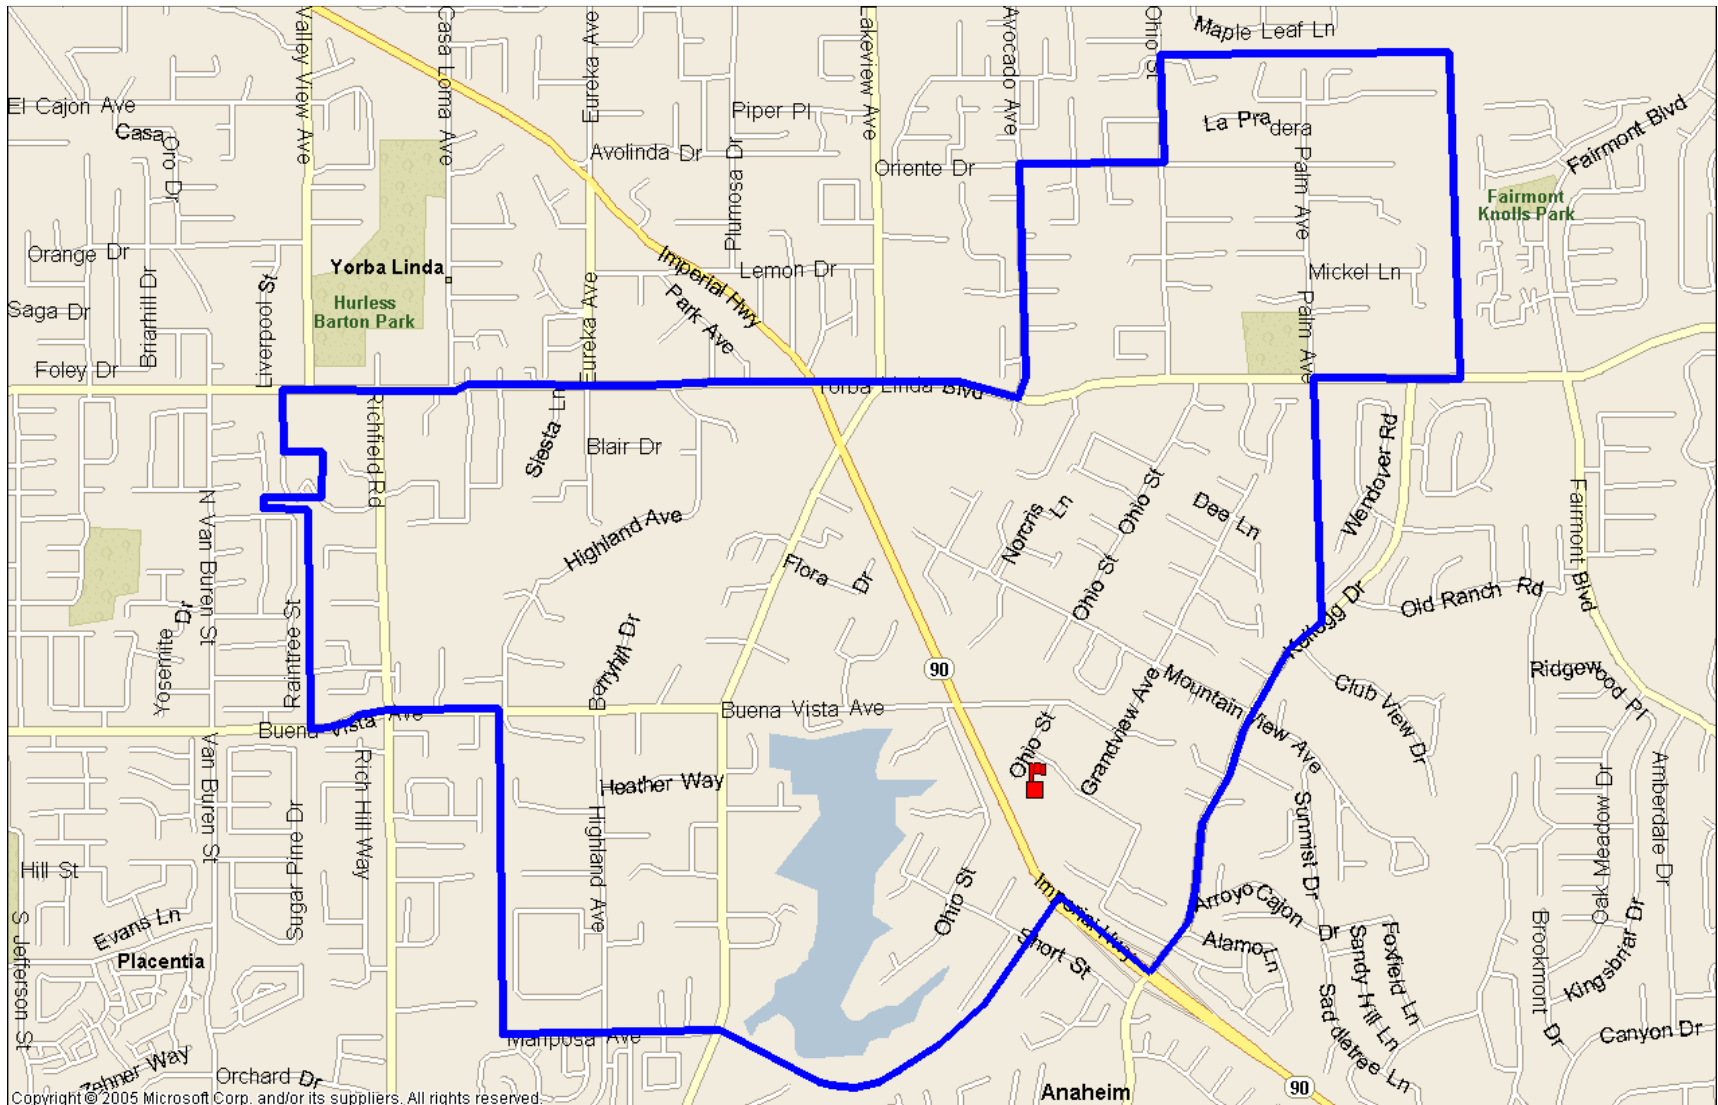 Maple Leaf Ln
Valley View Ave
Casa Loma Ave
Eureka Ave
Lakeview Ave
Avocado Ave
Ohio St
El Cajon Ave
Casa
Oro Dr
Piper Pl
La Pra
dera
Fairmont Blvd
Avolinda Dr
Plumosa Dr
Oriente Dr
Palm Ave
Fairmont
Knolls Park
Orange Dr
Briarhill Dr
Liverpool St
Yorba Linda
Imperial Hwy
Lemon Dr
Mickel Ln
Saga Dr
Hurless
Barton Park
Eureka Ave
Park Ave
Palm Ave
Foley Dr
Yorba Linda Blvd
Richfield Rd
Siesta Ln
Blair Dr
Wendover Rd
N Van Buren St
Highland Ave
Norcris Ln
Ohio St
Dee Ln
Fairmont Blvd
Flora Dr
Ohio St
Old Ranch Rd
Kellogg Dr
Yosemite Dr
Raintree St
Berryhill Dr
90
Mountain View Ave
Club View Dr
Ridgewood Pl
Buena Vista Ave
Buena Vista Ave
Ohio St
Grandview Ave
Van Buren St
Rich Hill Way
Heather Way
Sugar Pine Dr
Highland Ave
Sunmist Dr
Oak Meadow Dr
Amberdale Dr
Hill St
Evans Ln
S Jefferson St
Placentia
Ohio St
Imperial Hwy
Short St
Arroyo Cajon Dr
Alamo Ln
Sandy Hill Ln
Foxfield Ln
Brookmont Dr
Kingsbriar Dr
Saddletree Ln
Canyon Dr
Mariposa Ave
Zehner Way
Orchard Dr
Anaheim
90
Copyright © 2005 Microsoft Corp. and/or its suppliers. All rights reserved.